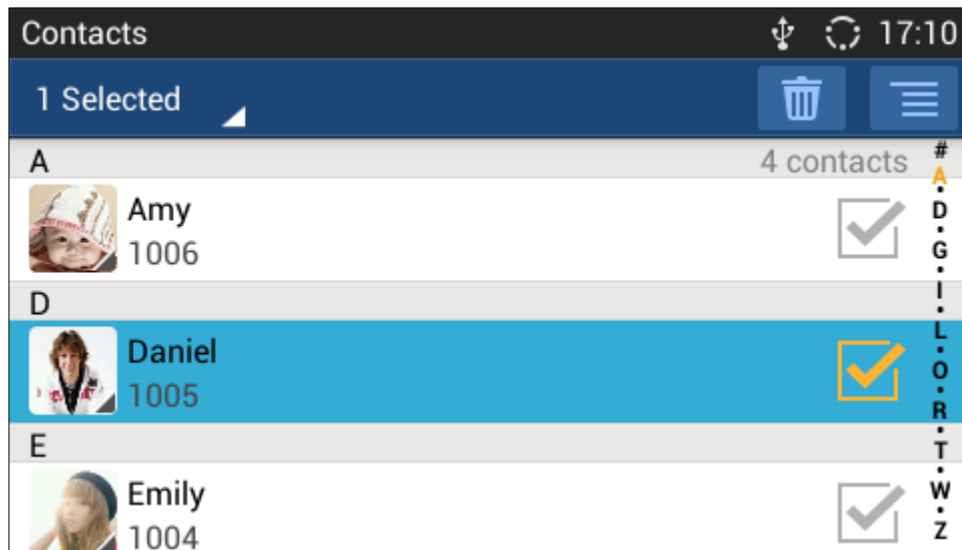 Contacts 17:10
1 Selected
A 4 contacts
Amy
1006
D
Daniel
1005
E
Emily
1004
#
A
D
G
I
L
O
R
T
W
Z